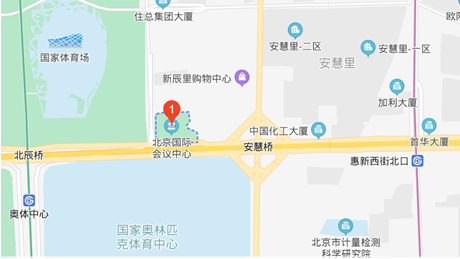 住总集团大厦
国家体育场
安慧里-二区
安慧里-一区
安慧里
新辰里购物中心
加利大厦
1
北京国际
会议中心
中国化工大厦
首华大厦
北辰桥
安慧桥
惠新西街北口
奥体中心
国家奥林匹
克体育中心
北京市计量检测
科学研究院